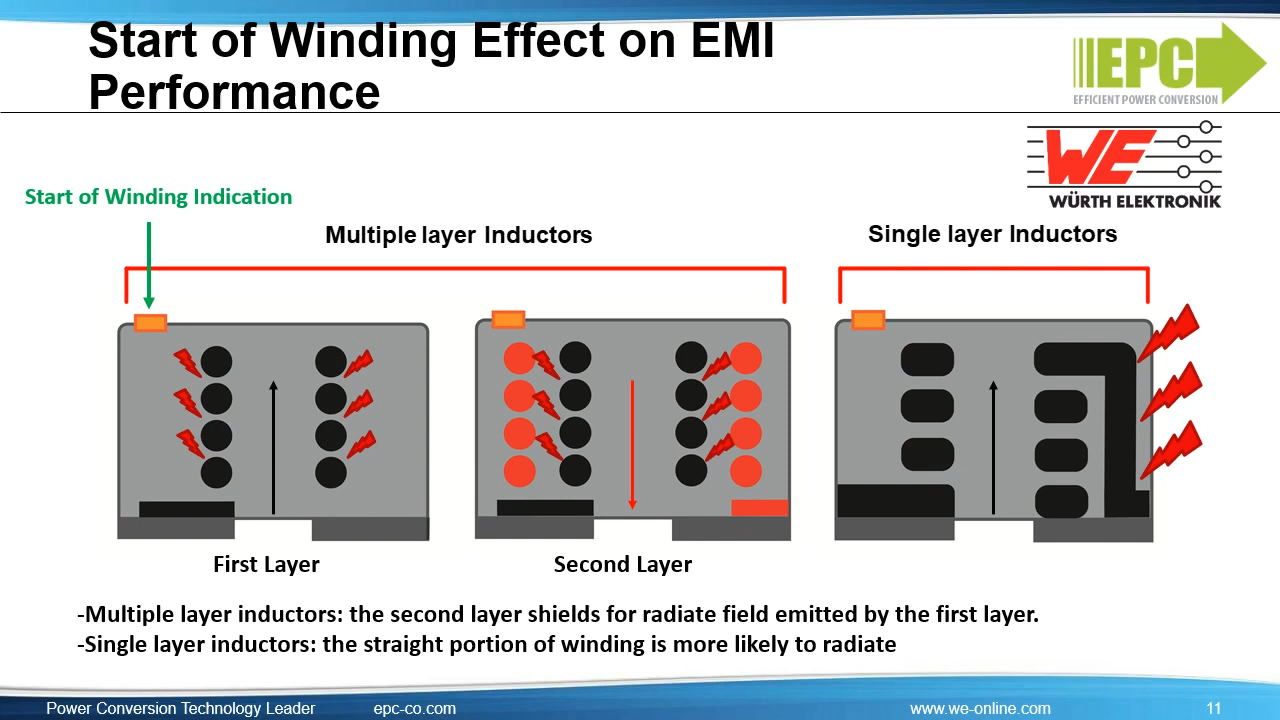 Start of Winding Effect on EMI
Performance
EPC
EFFICIENT POWER CONVERSION
WE
WÜRTH ELEKTRONIK
Start of Winding Indication
Multiple layer Inductors
Single layer Inductors
First Layer
Second Layer
-Multiple layer inductors: the second layer shields for radiate field emitted by the first layer.
-Single layer inductors: the straight portion of winding is more likely to radiate
Power Conversion Technology Leader epc-co.com www.we-online.com 11